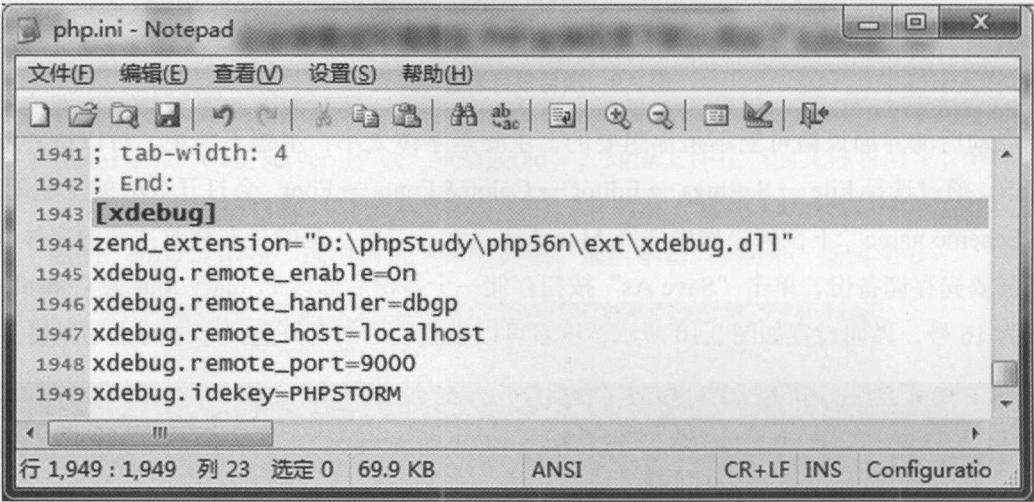 php.ini - Notepad
文件(F) 编辑(E) 查看(V) 设置(S) 帮助(H)
1941 ; tab-width: 4
1942 ; End:
1943 [xdebug]
1944 zend_extension="D:\phpStudy\php56n\ext\xdebug.dll"
1945 xdebug.remote_enable=On
1946 xdebug.remote_handler=dbgp
1947 xdebug.remote_host=localhost
1948 xdebug.remote_port=9000
1949 xdebug.idekey=PHPSTORM
行 1,949 : 1,949 列 23 选定 0 69.9 KB ANSI CR+LF INS Configuratio